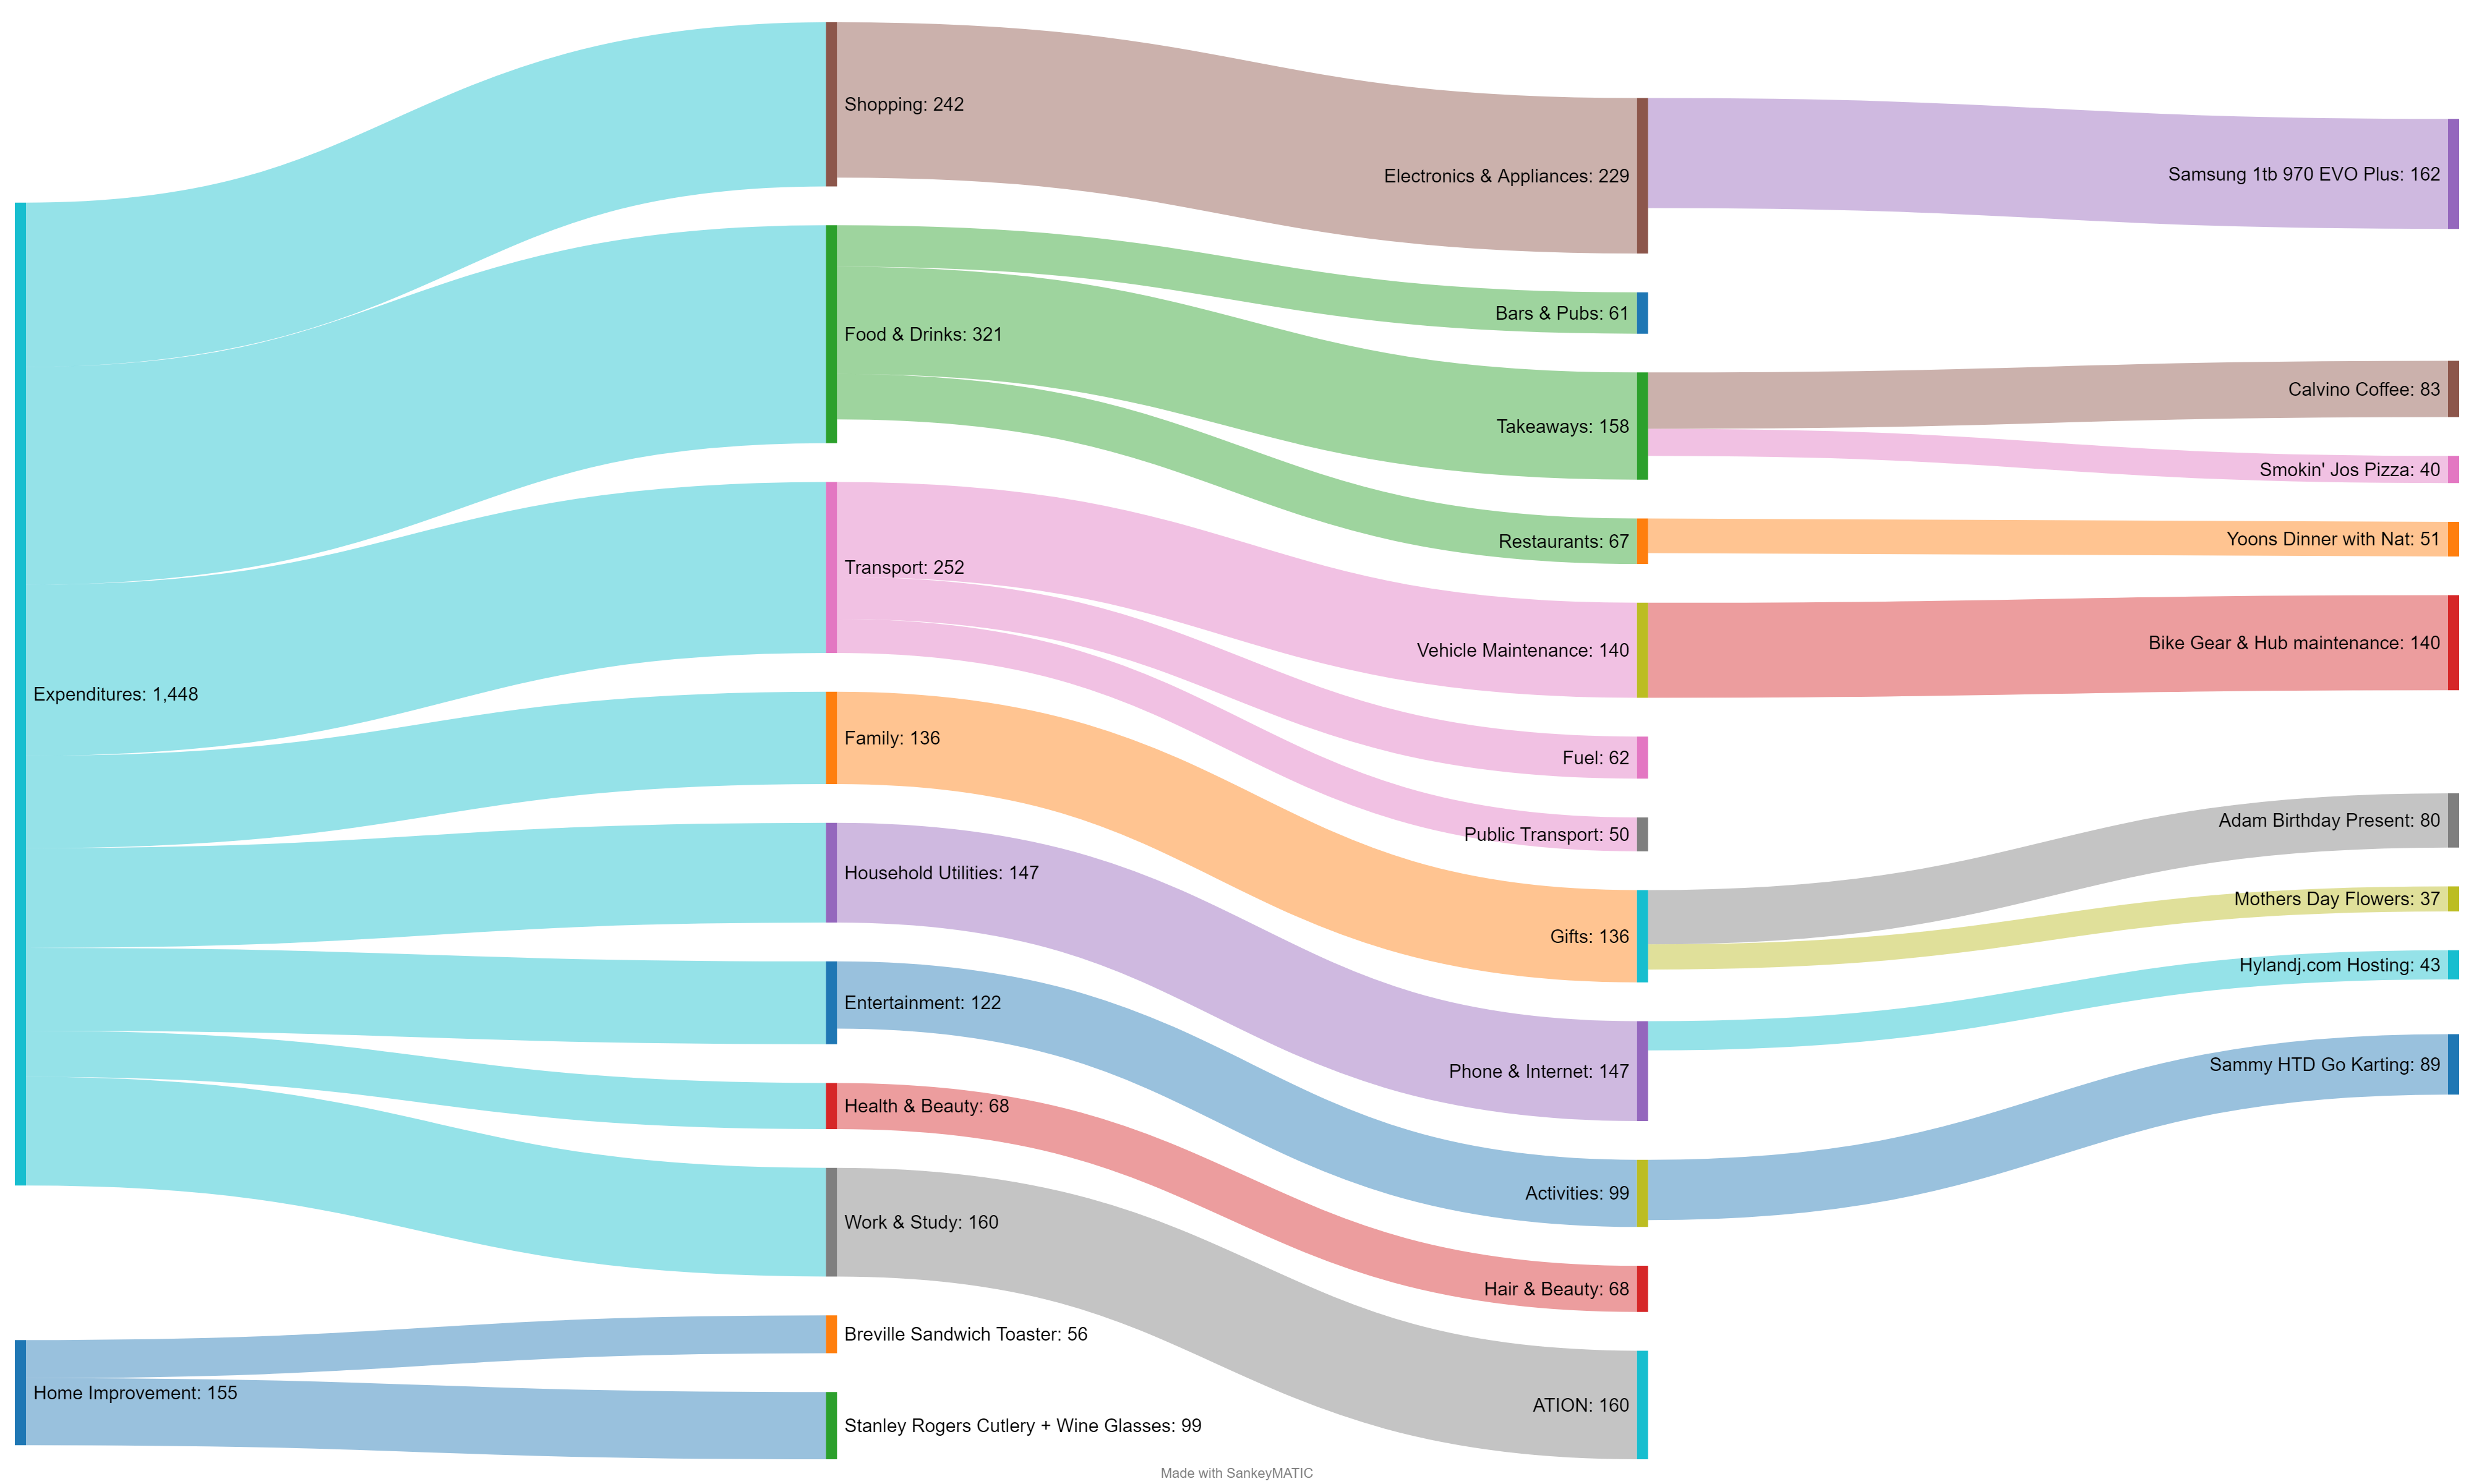 Shopping: 242
Electronics & Appliances: 229
Samsung 1tb 970 EVO Plus: 162
Bars & Pubs: 61
Food & Drinks: 321
Calvino Coffee: 83
Takeaways: 158
Smokin' Jos Pizza: 40
Restaurants: 67
Yoons Dinner with Nat: 51
Transport: 252
Vehicle Maintenance: 140
Bike Gear & Hub maintenance: 140
Expenditures: 1,448
Family: 136
Fuel: 62
Public Transport: 50
Adam Birthday Present: 80
Household Utilities: 147
Mothers Day Flowers: 37
Gifts: 136
Hylandj.com Hosting: 43
Entertainment: 122
Phone & Internet: 147
Sammy HTD Go Karting: 89
Health & Beauty: 68
Activities: 99
Work & Study: 160
Hair & Beauty: 68
Breville Sandwich Toaster: 56
Home Improvement: 155
ATION: 160
Stanley Rogers Cutlery + Wine Glasses: 99
Made with SankeyMATIC